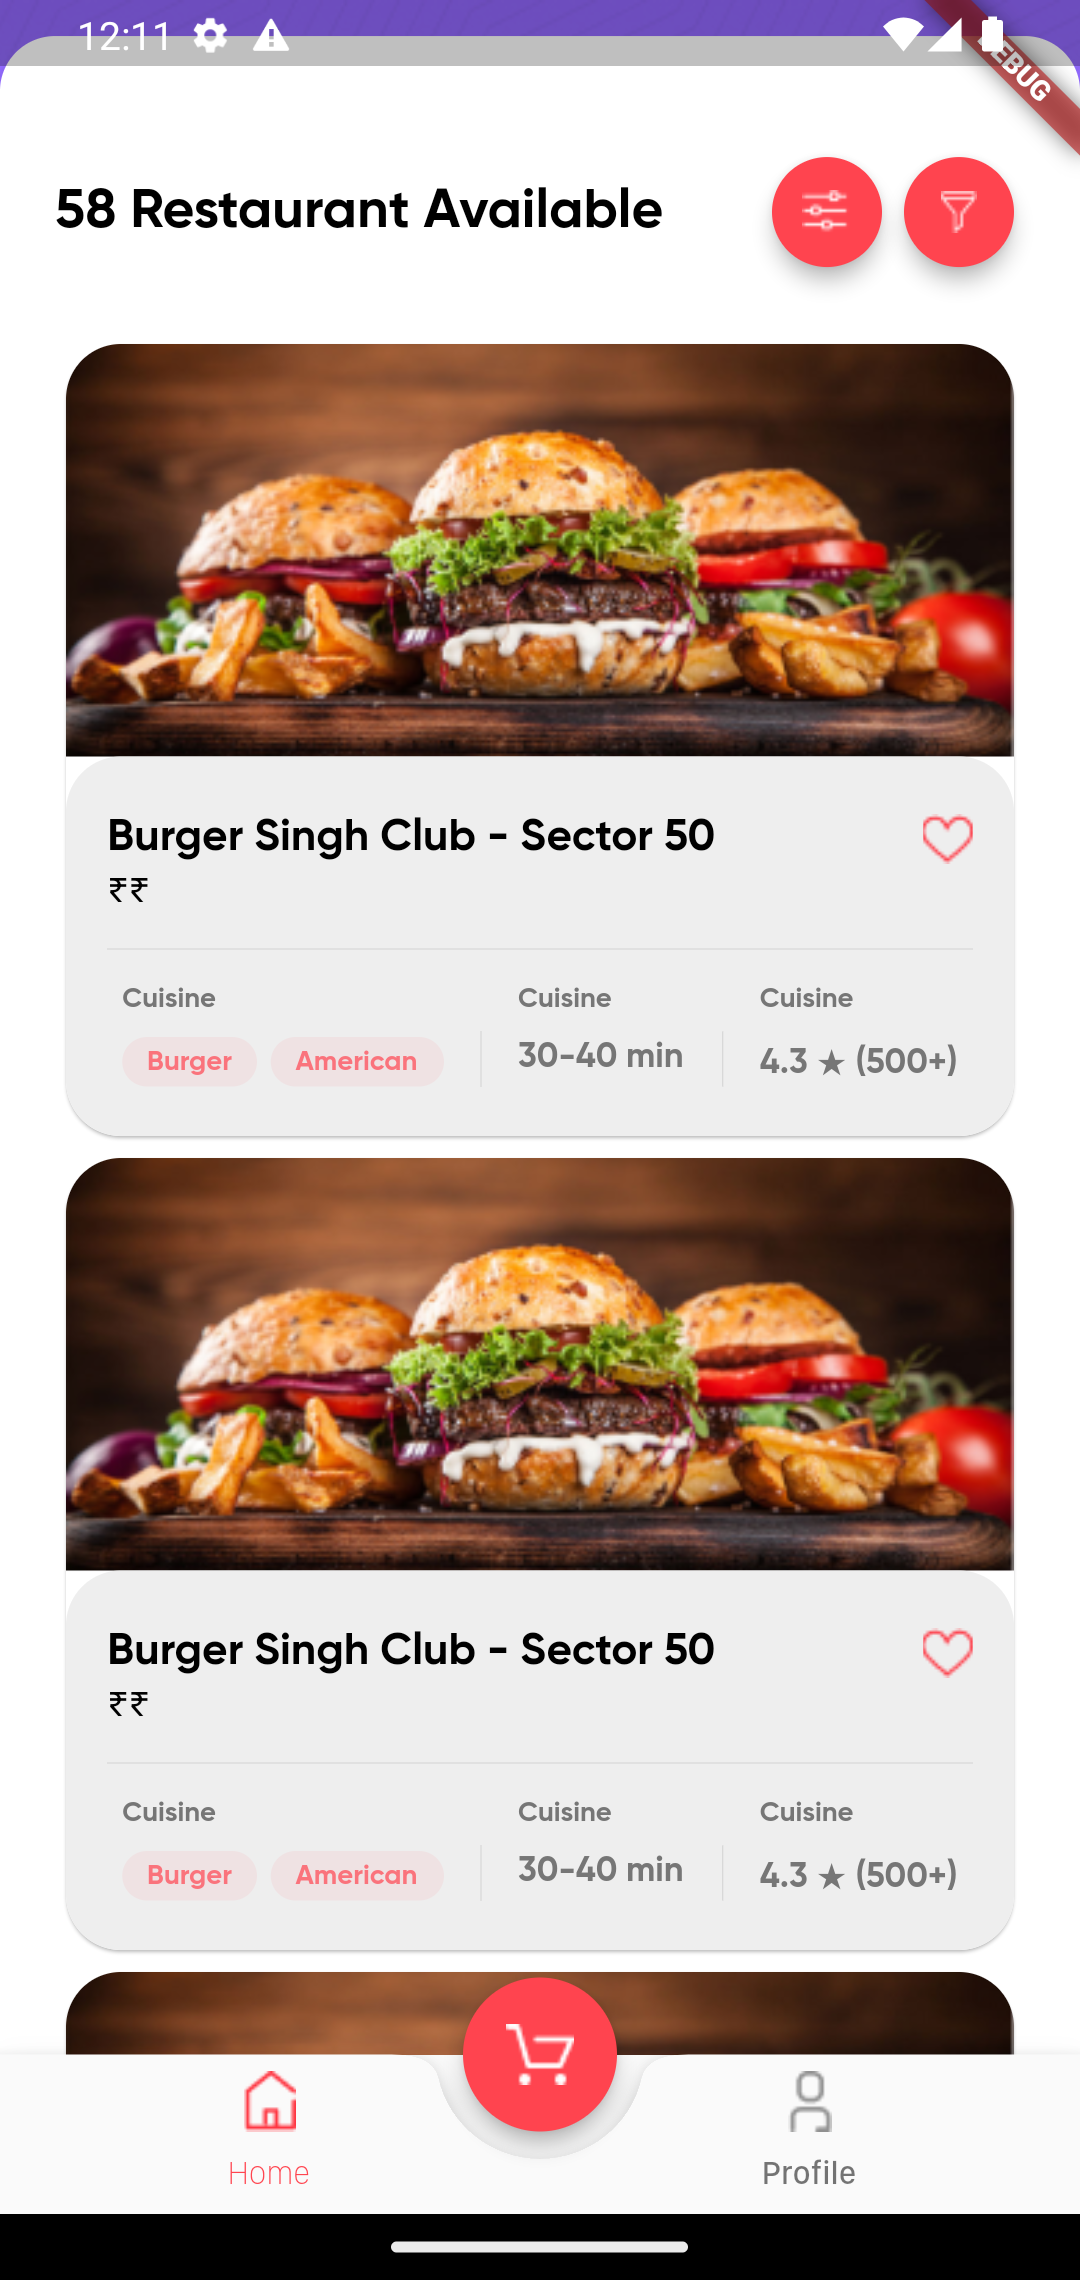 12:11
DEBUG
58 Restaurant Available
Burger Singh Club - Sector 50
₹₹
Cuisine Cuisine Cuisine
Burger American 30-40 min 4.3 ★ (500+)
Burger Singh Club - Sector 50
₹₹
Cuisine Cuisine Cuisine
Burger American 30-40 min 4.3 ★ (500+)
Home Profile